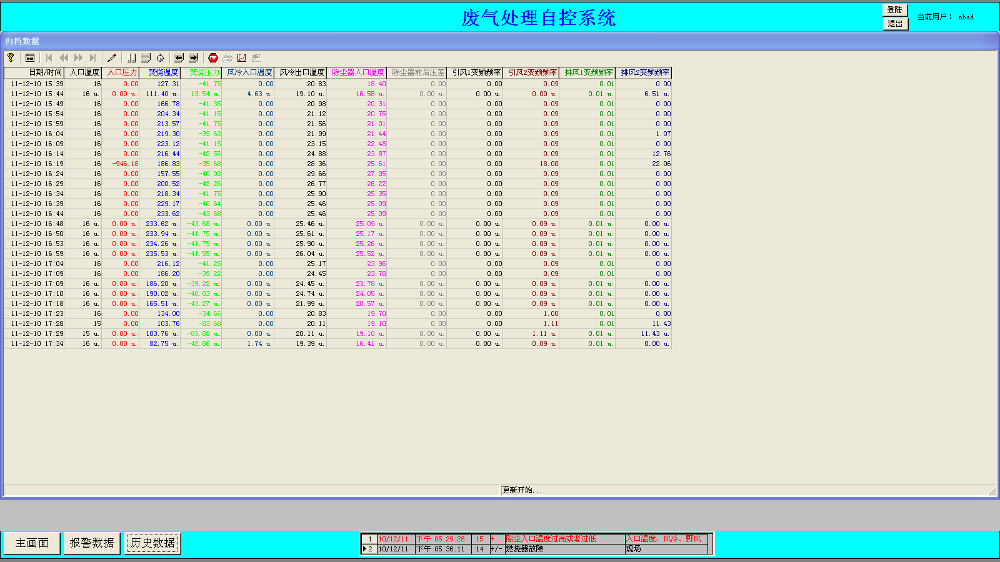 废气处理自控系统
登陆
退出
当前用户： nbad
归档数据
日期/时间 入口温度 入口压力 焚烧温度 焚烧压力 风冷入口温度 风冷出口温度 除尘器入口温度 除尘器前后压差 引风1变频频率 引风2变频频率 排风1变频频率 排风2变频频率
11-12-10 15:39 16 0.00 127.31 -41.75 0.00 20.83 18.40 0.00 0.00 0.09 0.01 0.00
11-12-10 15:44 16 u. 0.00 u. 111.40 u. 13.54 u. 4.63 u. 19.10 u. 16.58 u. 0.00 u. 0.00 u. 0.09 u. 0.01 u. 6.51 u.
11-12-10 15:49 16 0.00 166.78 -41.35 0.00 20.98 20.31 0.00 0.00 0.09 0.01 0.00
11-12-10 15:54 16 0.00 204.34 -41.15 0.00 21.12 20.75 0.00 0.00 0.09 0.01 0.00
11-12-10 15:59 16 0.00 213.57 -41.75 0.00 21.56 21.01 0.00 0.00 0.09 0.01 0.00
11-12-10 16:04 16 0.00 219.30 -39.63 0.00 21.99 21.44 0.00 0.00 0.09 0.01 1.07
11-12-10 16:09 16 0.00 223.12 -41.15 0.00 23.15 22.48 0.00 0.00 0.09 0.01 0.00
11-12-10 16:14 16 0.00 216.44 -42.56 0.00 24.88 23.87 0.00 0.00 0.09 0.01 12.76
11-12-10 16:19 16 -946.18 186.83 -35.68 0.00 28.36 25.61 0.00 0.00 18.00 0.01 22.06
11-12-10 16:24 16 0.00 157.55 -40.03 0.00 29.66 27.95 0.00 0.00 0.09 0.01 0.00
11-12-10 16:29 16 0.00 200.52 -42.26 0.00 26.77 26.22 0.00 0.00 0.09 0.01 0.00
11-12-10 16:34 16 0.00 218.34 -41.75 0.00 25.90 25.35 0.00 0.00 0.09 0.01 0.00
11-12-10 16:39 16 0.00 229.17 -40.64 0.00 25.46 25.09 0.00 0.00 0.09 0.01 0.00
11-12-10 16:44 16 0.00 233.62 -43.68 0.00 25.46 25.09 0.00 0.00 0.09 0.01 0.00
11-12-10 16:48 16 u. 0.00 u. 233.62 u. -43.68 u. 0.00 u. 25.46 u. 25.09 u. 0.00 u. 0.00 u. 0.09 u. 0.01 u. 0.00 u.
11-12-10 16:50 16 u. 0.00 u. 233.94 u. -41.75 u. 0.00 u. 25.61 u. 25.17 u. 0.00 u. 0.00 u. 0.09 u. 0.01 u. 0.00 u.
11-12-10 16:53 16 u. 0.00 u. 234.26 u. -41.75 u. 0.00 u. 25.90 u. 25.26 u. 0.00 u. 0.00 u. 0.09 u. 0.01 u. 0.00 u.
11-12-10 16:59 16 u. 0.00 u. 235.53 u. -41.55 u. 0.00 u. 26.04 u. 25.52 u. 0.00 u. 0.00 u. 0.09 u. 0.01 u. 0.00 u.
11-12-10 17:04 16 0.00 216.12 -41.25 0.00 25.17 23.96 0.00 0.00 0.09 0.01 0.00
11-12-10 17:09 16 0.00 186.20 -39.22 0.00 24.45 23.78 0.00 0.00 0.09 0.01 0.00
11-12-10 17:09 16 u. 0.00 u. 186.20 u. -39.22 u. 0.00 u. 24.45 u. 23.78 u. 0.00 u. 0.00 u. 0.09 u. 0.01 u. 0.00 u.
11-12-10 17:10 16 u. 0.00 u. 190.02 u. -40.03 u. 0.00 u. 24.74 u. 24.05 u. 0.00 u. 0.00 u. 0.09 u. 0.01 u. 0.00 u.
11-12-10 17:18 16 u. 0.00 u. 165.51 u. -43.27 u. 0.00 u. 21.99 u. 20.57 u. 0.00 u. 0.00 u. 0.09 u. 0.01 u. 0.00 u.
11-12-10 17:23 16 0.00 134.00 -34.66 0.00 20.83 19.70 0.00 0.00 1.00 0.01 0.00
11-12-10 17:28 15 0.00 103.76 -83.68 0.00 20.11 19.10 0.00 0.00 1.11 0.01 11.43
11-12-10 17:29 15 u. 0.00 u. 103.76 u. -83.68 u. 0.00 u. 20.11 u. 19.10 u. 0.00 u. 0.00 u. 1.11 u. 0.01 u. 11.43 u.
11-12-10 17:34 16 u. 0.00 u. 82.75 u. -42.66 u. 1.74 u. 19.39 u. 16.41 u. 0.00 u. 0.00 u. 0.09 u. 0.01 u. 0.00 u.
更新开始...
主画面 报警数据 历史数据
1 10/12/11 下午 05:29:28 15 + 除尘入口温度过高或者过低 入口温度、风冷、野风
2 10/12/11 下午 05:36:11 14 +/- 燃烧器故障 现场